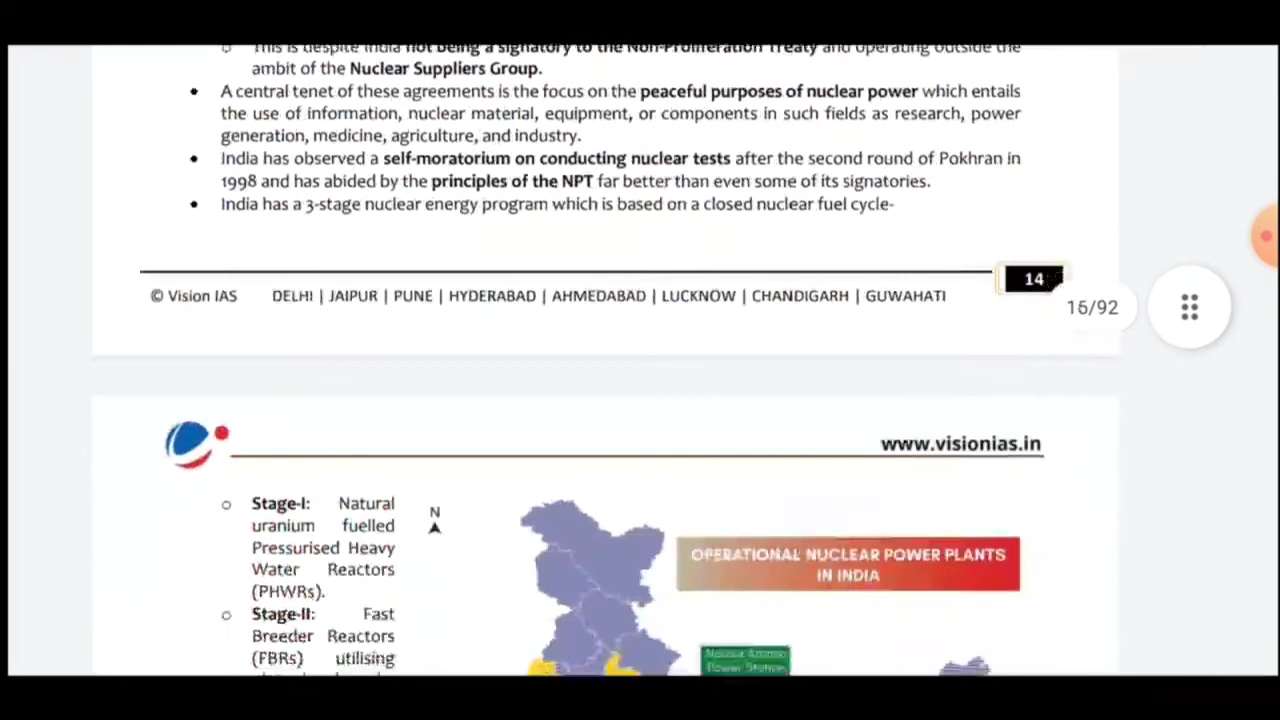 This is despite India not being a signatory to the Non-Proliferation Treaty and operating outside the
ambit of the Nuclear Suppliers Group.
• A central tenet of these agreements is the focus on the peaceful purposes of nuclear power which entails
the use of information, nuclear material, equipment, or components in such fields as research, power
generation, medicine, agriculture, and industry.
• India has observed a self-moratorium on conducting nuclear tests after the second round of Pokhran in
1998 and has abided by the principles of the NPT far better than even some of its signatories.
• India has a 3-stage nuclear energy program which is based on a closed nuclear fuel cycle-
14
© Vision IAS DELHI | JAIPUR | PUNE | HYDERABAD | AHMEDABAD | LUCKNOW | CHANDIGARH | GUWAHATI
15/92
www.visionias.in
o Stage-I: Natural
uranium fuelled
Pressurised Heavy
Water Reactors
(PHWRs).
o Stage-II: Fast
Breeder Reactors
(FBRs) utilising
N
OPERATIONAL NUCLEAR POWER PLANTS
IN INDIA
Power Station